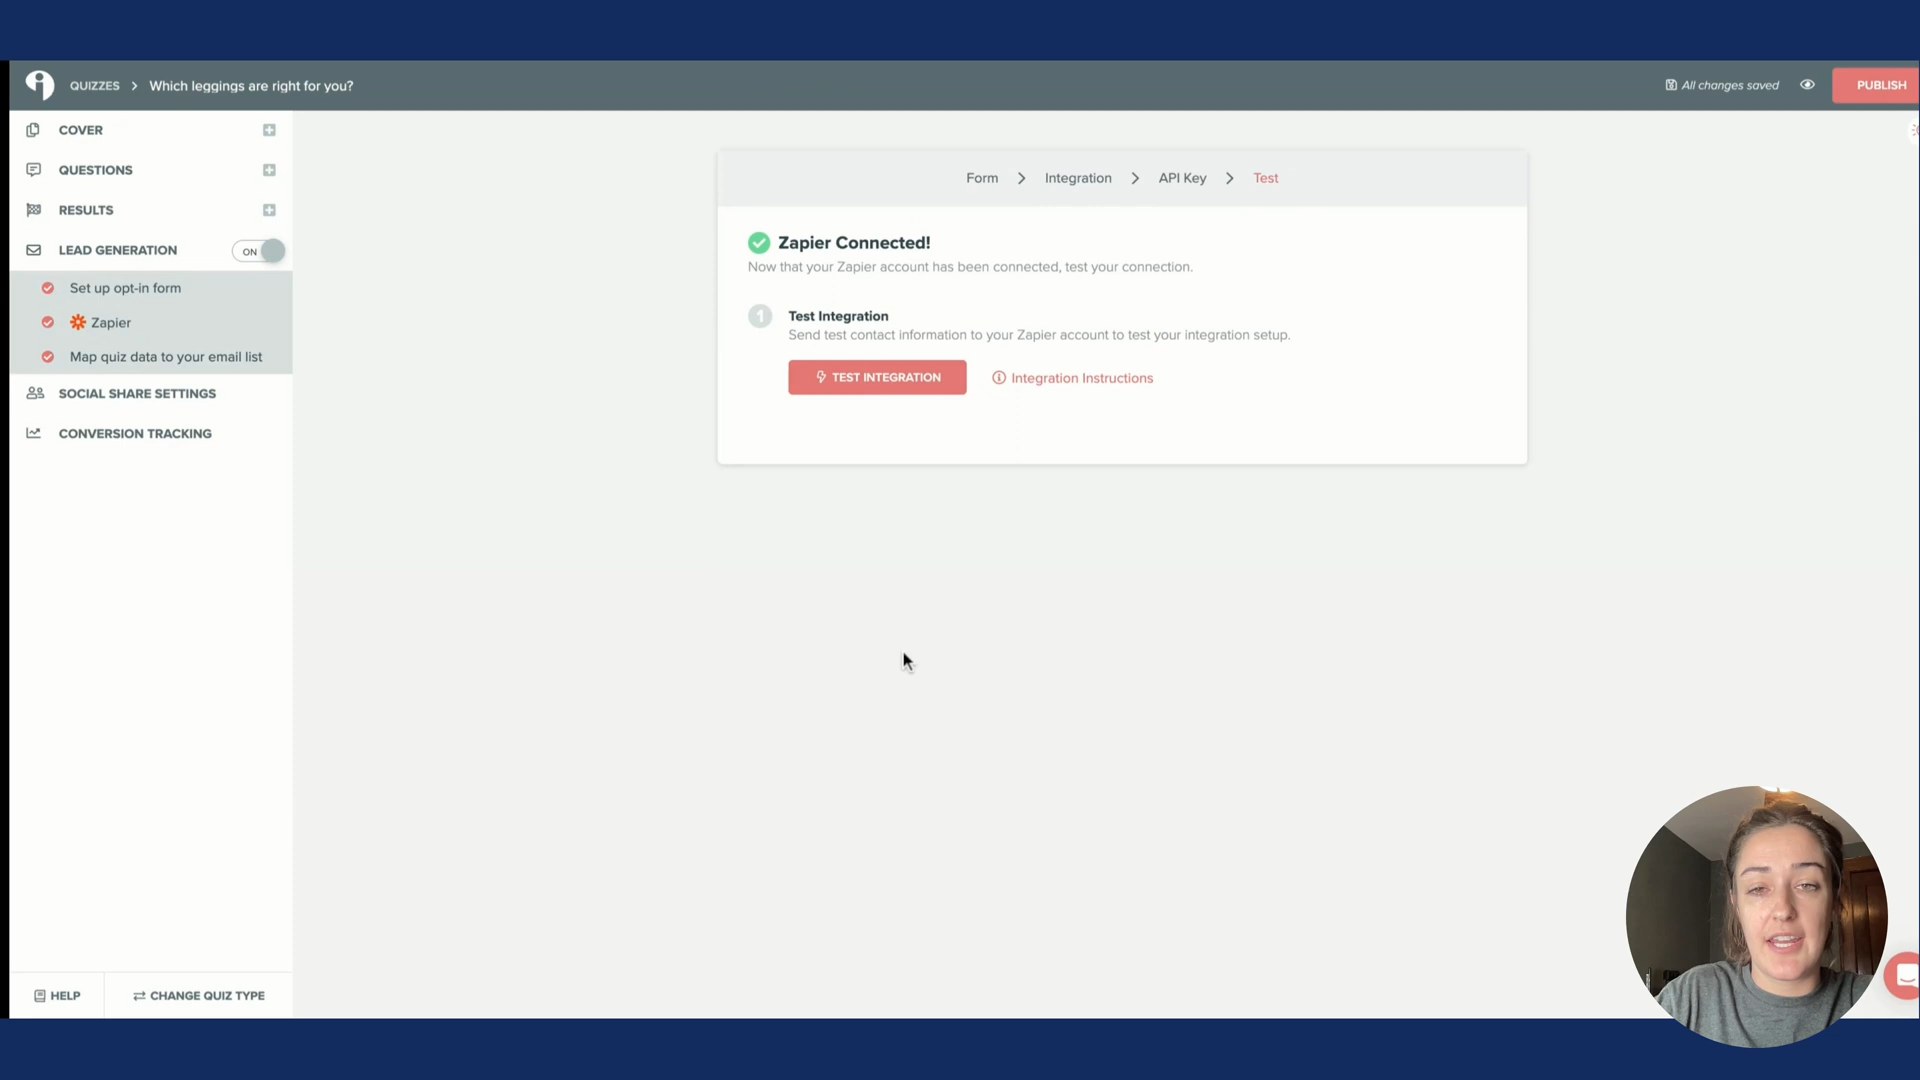 QUIZZES > Which leggings are right for you?
All changes saved
PUBLISH
COVER
QUESTIONS
RESULTS
LEAD GENERATION ON
Set up opt-in form
Zapier
Map quiz data to your email list
SOCIAL SHARE SETTINGS
CONVERSION TRACKING
HELP
CHANGE QUIZ TYPE
Form > Integration > API Key > Test
Zapier Connected!
Now that your Zapier account has been connected, test your connection.
1 Test Integration
Send test contact information to your Zapier account to test your integration setup.
TEST INTEGRATION
Integration Instructions